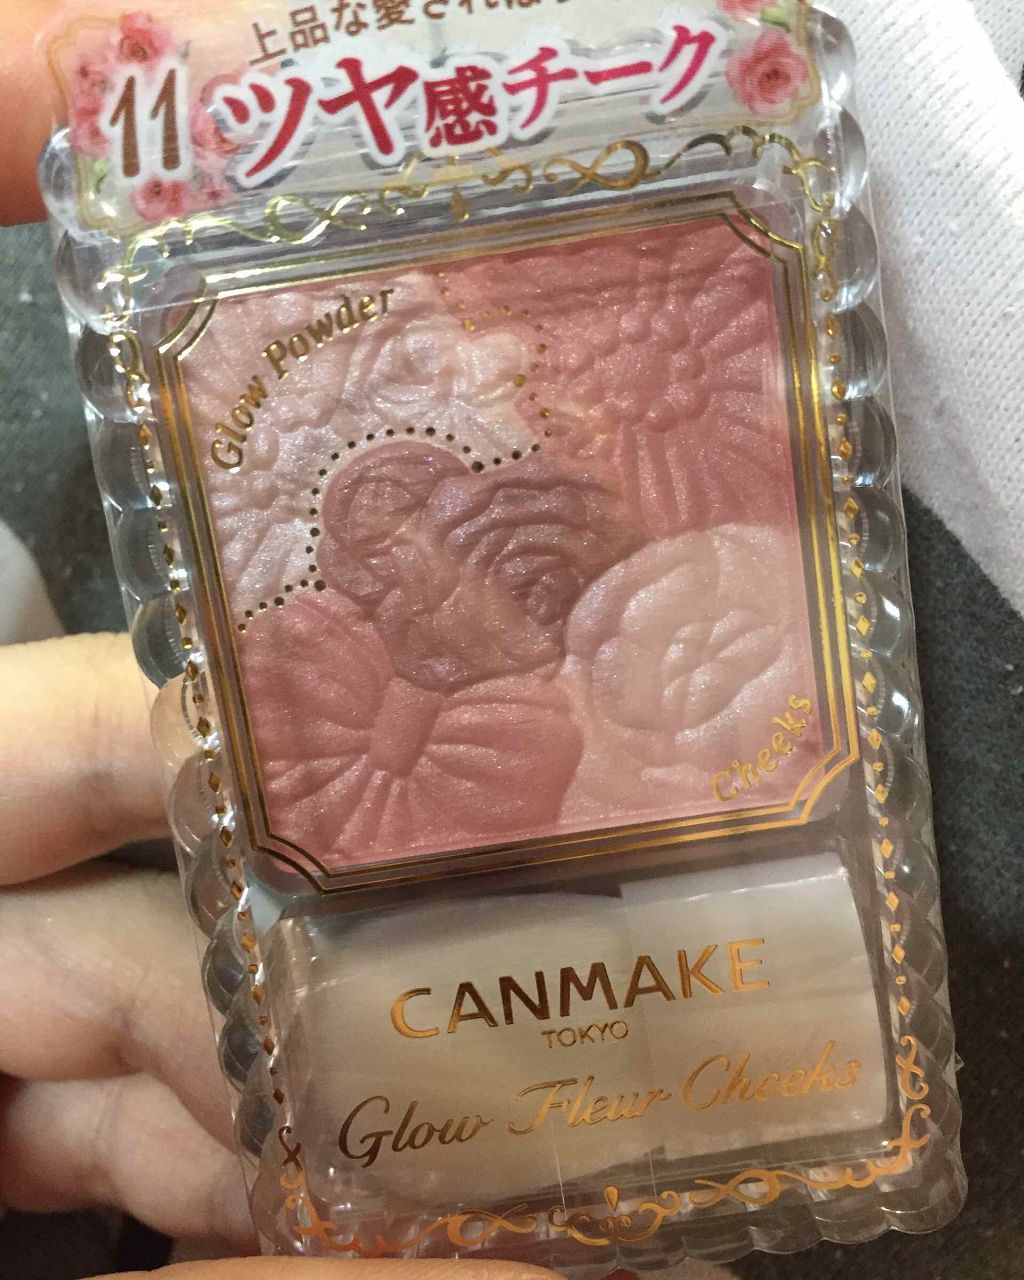 上品な愛され
11 ツヤ感チーク
Glow Powder
Cheeks
CANMAKE
TOKYO
Glow Fleur Cheeks